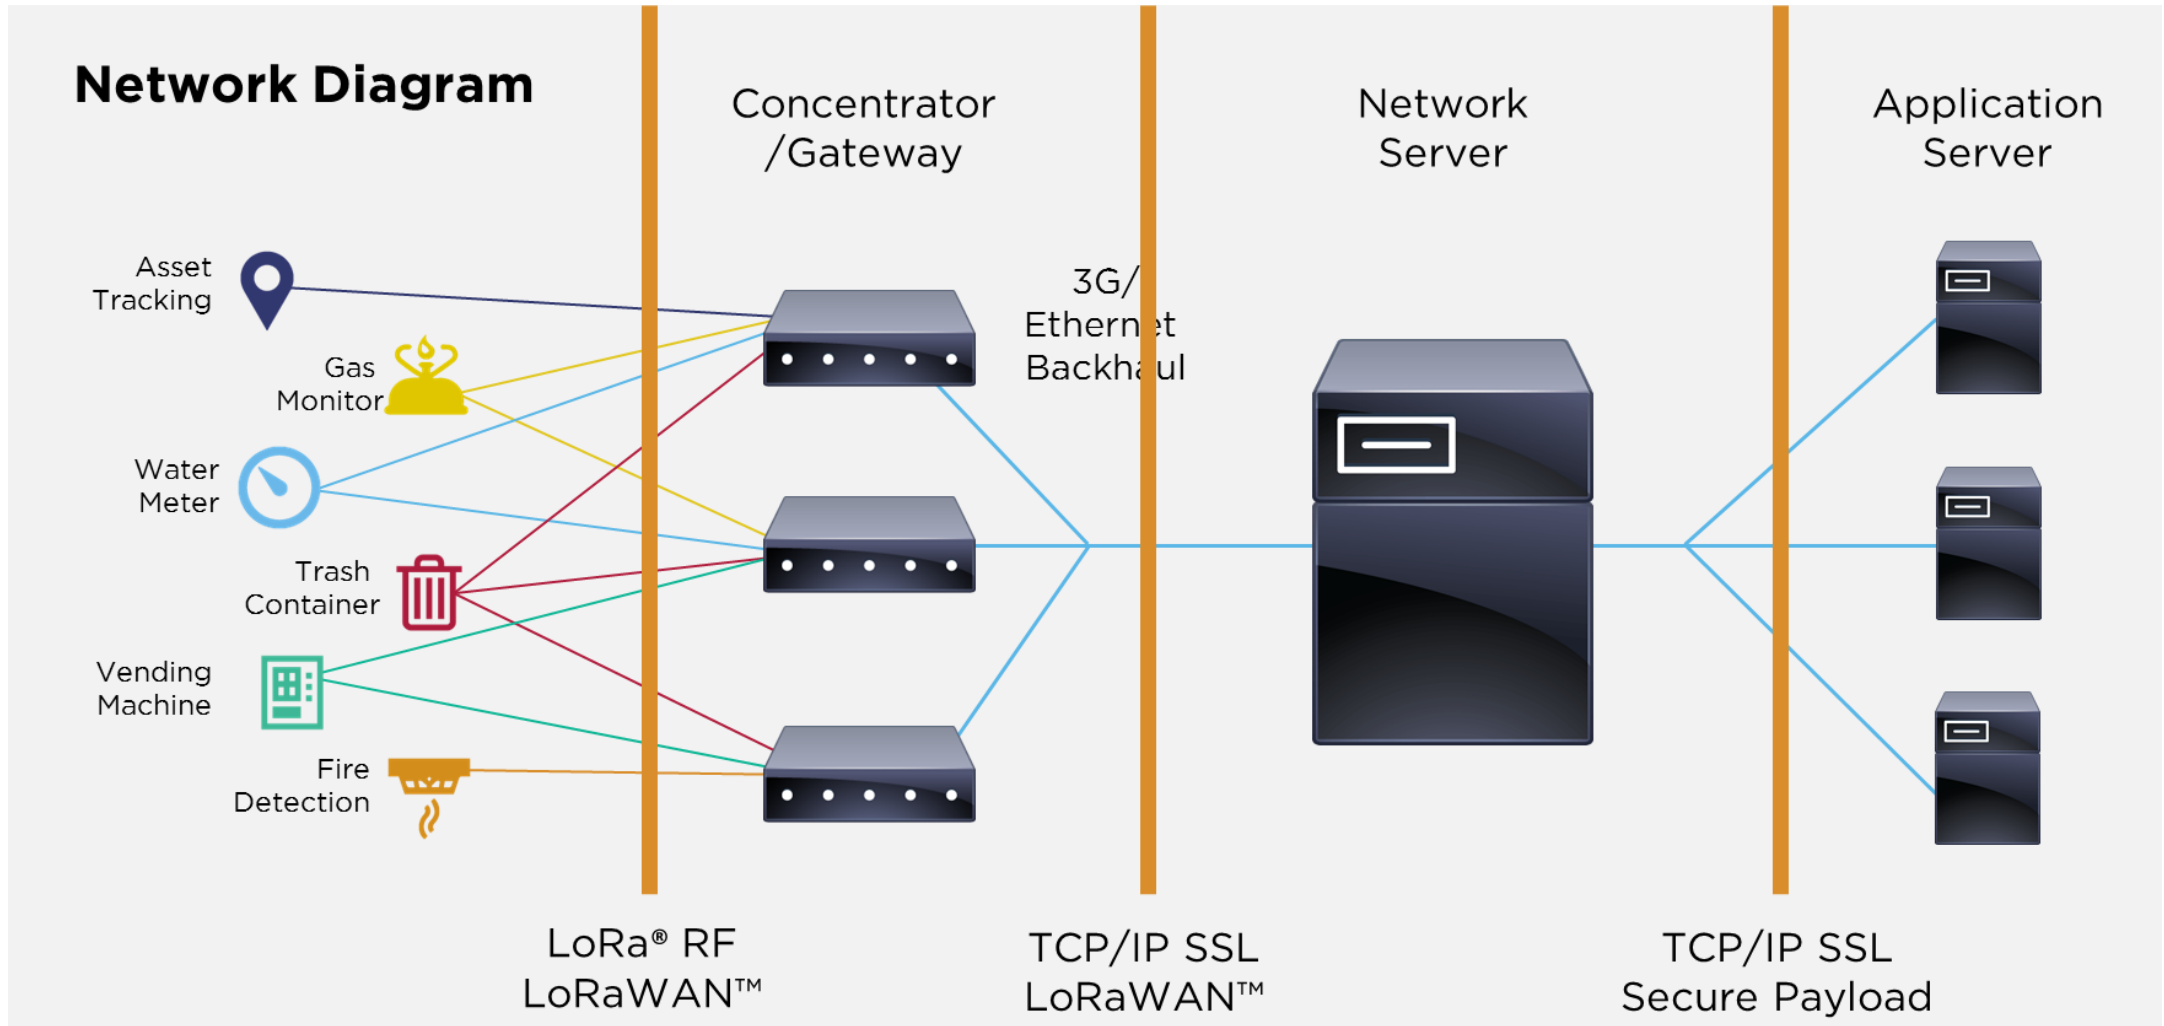 Network Diagram
Concentrator
/Gateway
Network
Server
Application
Server
Asset
Tracking
Gas
Monitor
Water
Meter
Trash
Container
Vending
Machine
Fire
Detection
3G/
Ethernet
Backhaul
LoRa® RF
LoRaWAN™
TCP/IP SSL
LoRaWAN™
TCP/IP SSL
Secure Payload